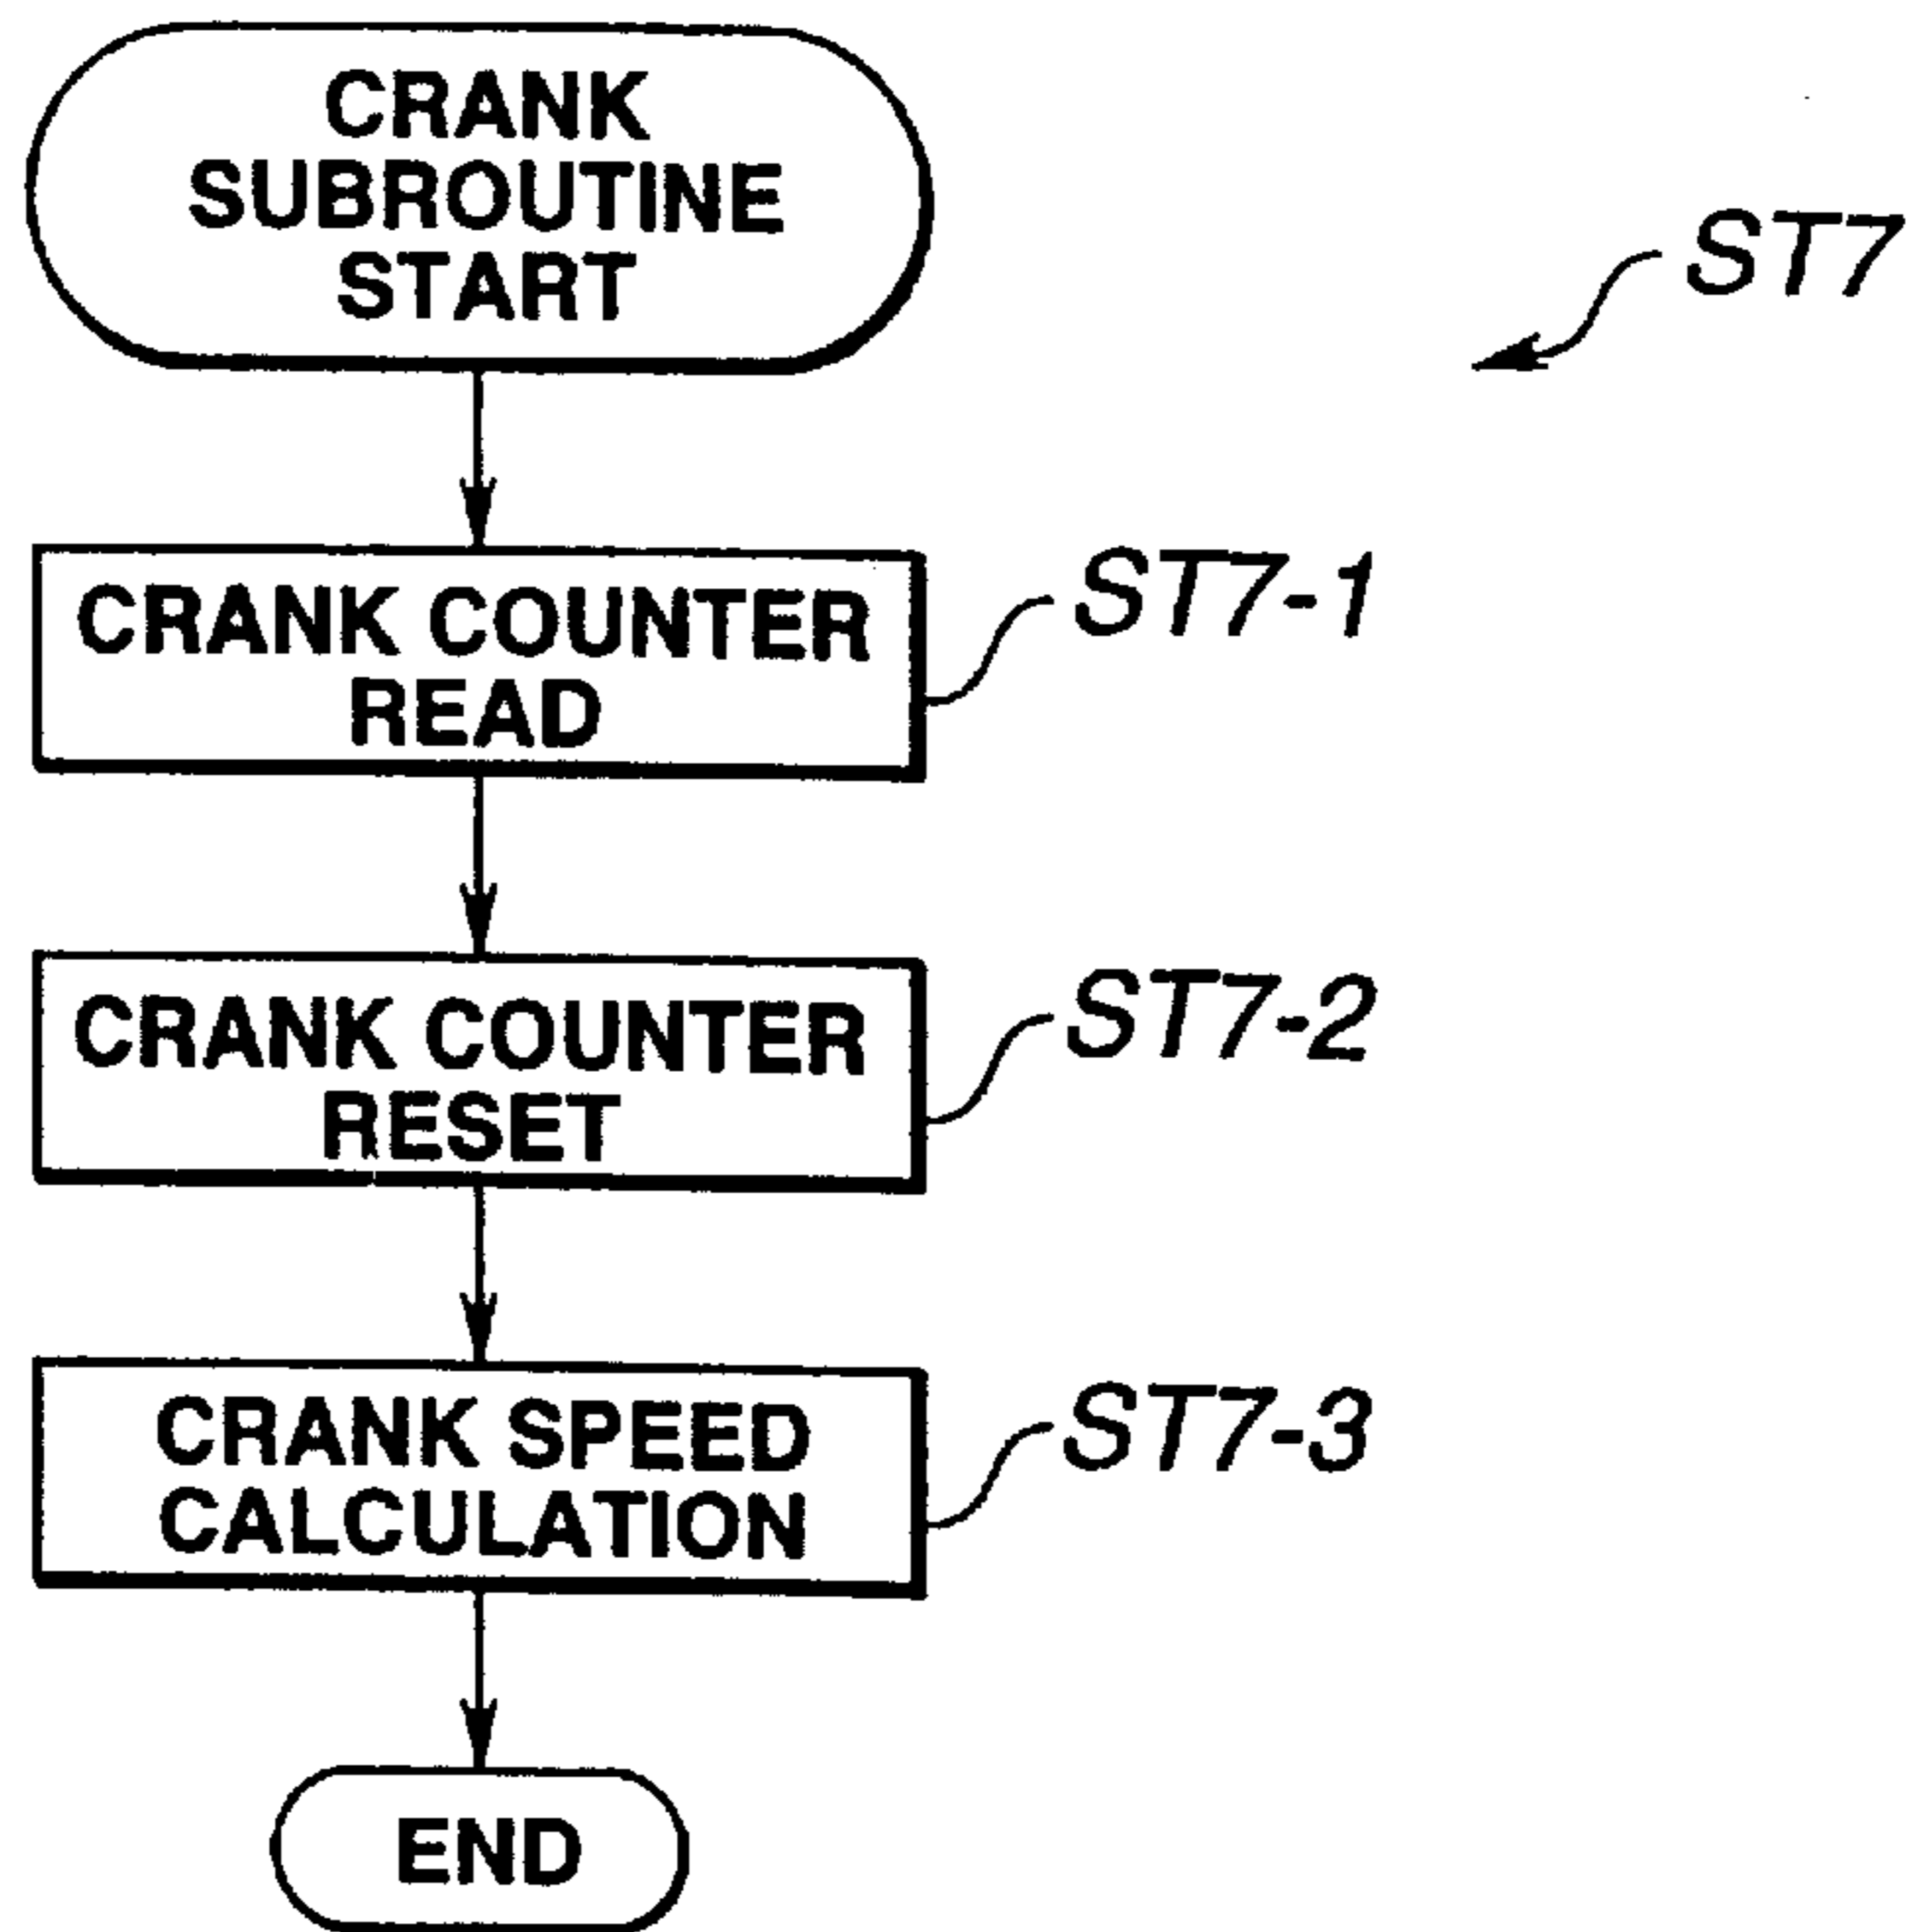 CRANK
SUBROUTINE
START
ST7
CRANK COUNTER
READ
ST7-1
CRANK COUNTER
RESET
ST7-2
CRANK SPEED
CALCULATION
ST7-3
END